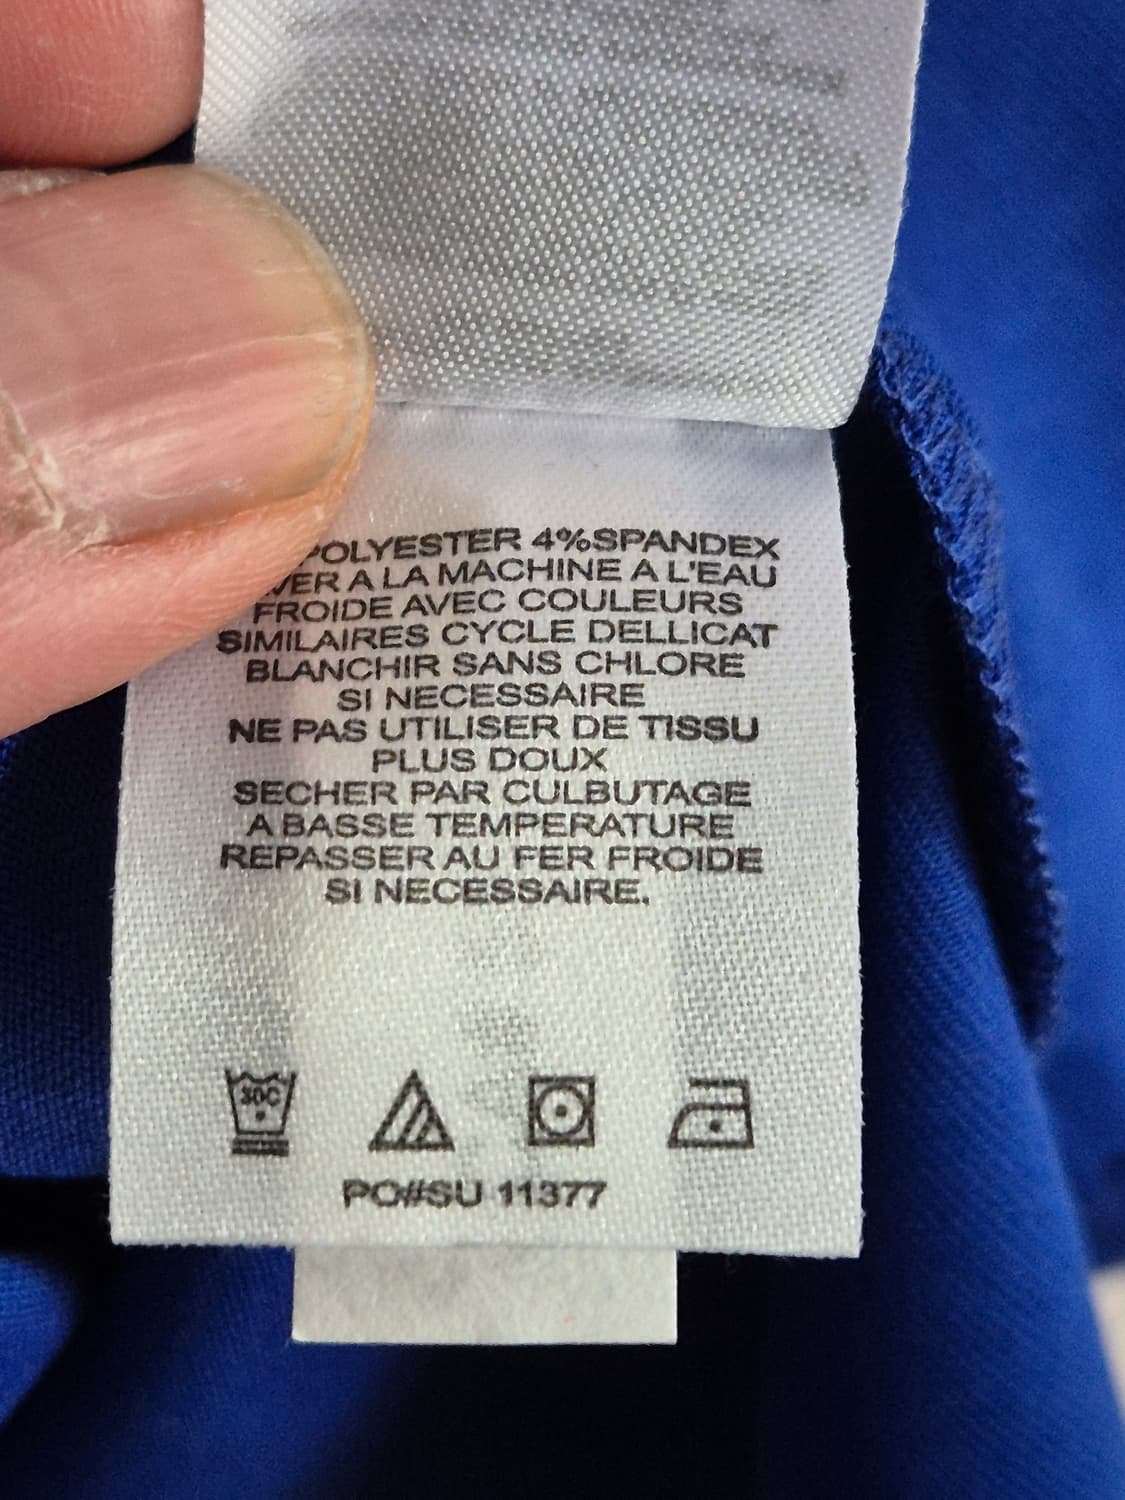 POLYESTER 4%SPANDEX
VER A LA MACHINE A L'EAU
FROIDE AVEC COULEURS
SIMILAIRES CYCLE DELLICAT
BLANCHIR SANS CHLORE
SI NECESSAIRE
NE PAS UTILISER DE TISSU
PLUS DOUX
SECHER PAR CULBUTAGE
A BASSE TEMPERATURE
REPASSER AU FER FROIDE
SI NECESSAIRE.
30C
PO#SU 11377